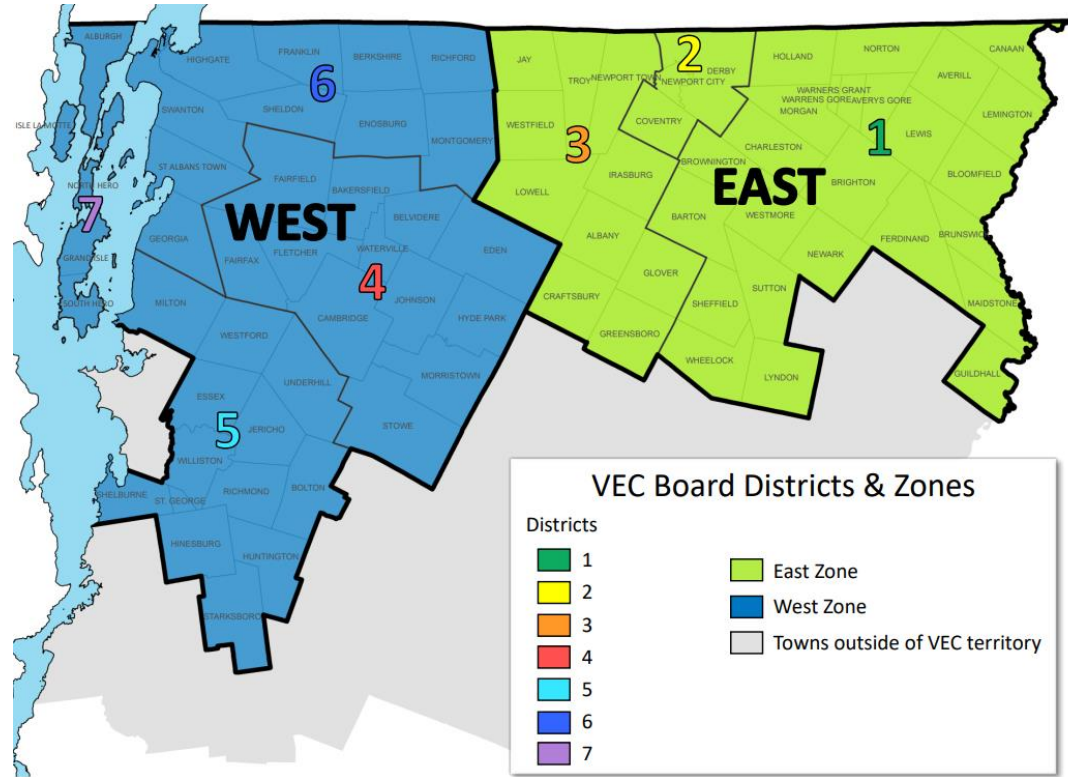 ALBURGH
HIGHGATE
FRANKLIN
BERKSHIRE
RICHFORD
6
SWANTON
SHELDON
ENOSBURG
MONTGOMERY
ISLE LA MOTTE
ST ALBANS TOWN
NORTH HERO
7
FAIRFIELD
BAKERSFIELD
BELVIDERE
WEST
GEORGIA
GRAND ISLE
FAIRFAX
FLETCHER
WATERVILLE
EDEN
4
SOUTH HERO
MILTON
CAMBRIDGE
JOHNSON
HYDE PARK
WESTFORD
UNDERHILL
MORRISTOWN
ESSEX
5
JERICHO
STOWE
WILLISTON
SHELBURNE
ST. GEORGE
RICHMOND
BOLTON
HINESBURG
HUNTINGTON
STARKSBORO
JAY
TROY
NEWPORT TOWN
2
DERBY
NEWPORT CITY
HOLLAND
NORTON
CANAAN
AVERILL
WARNERS GRANT
WARRENS GORE
AVERYS GORE
MORGAN
LEMINGTON
WESTFIELD
3
COVENTRY
1
LEWIS
CHARLESTON
BROWNINGTON
LOWELL
IRASBURG
EAST
BRIGHTON
BLOOMFIELD
BARTON
WESTMORE
ALBANY
FERDINAND
BRUNSWIC
NEWARK
GLOVER
SUTTON
CRAFTSBURY
SHEFFIELD
MAIDSTONE
GREENSBORO
WHEELOCK
LYNDON
GUILDHALL
VEC Board Districts & Zones
Districts
1
2
3
4
5
6
7
East Zone
West Zone
Towns outside of VEC territory